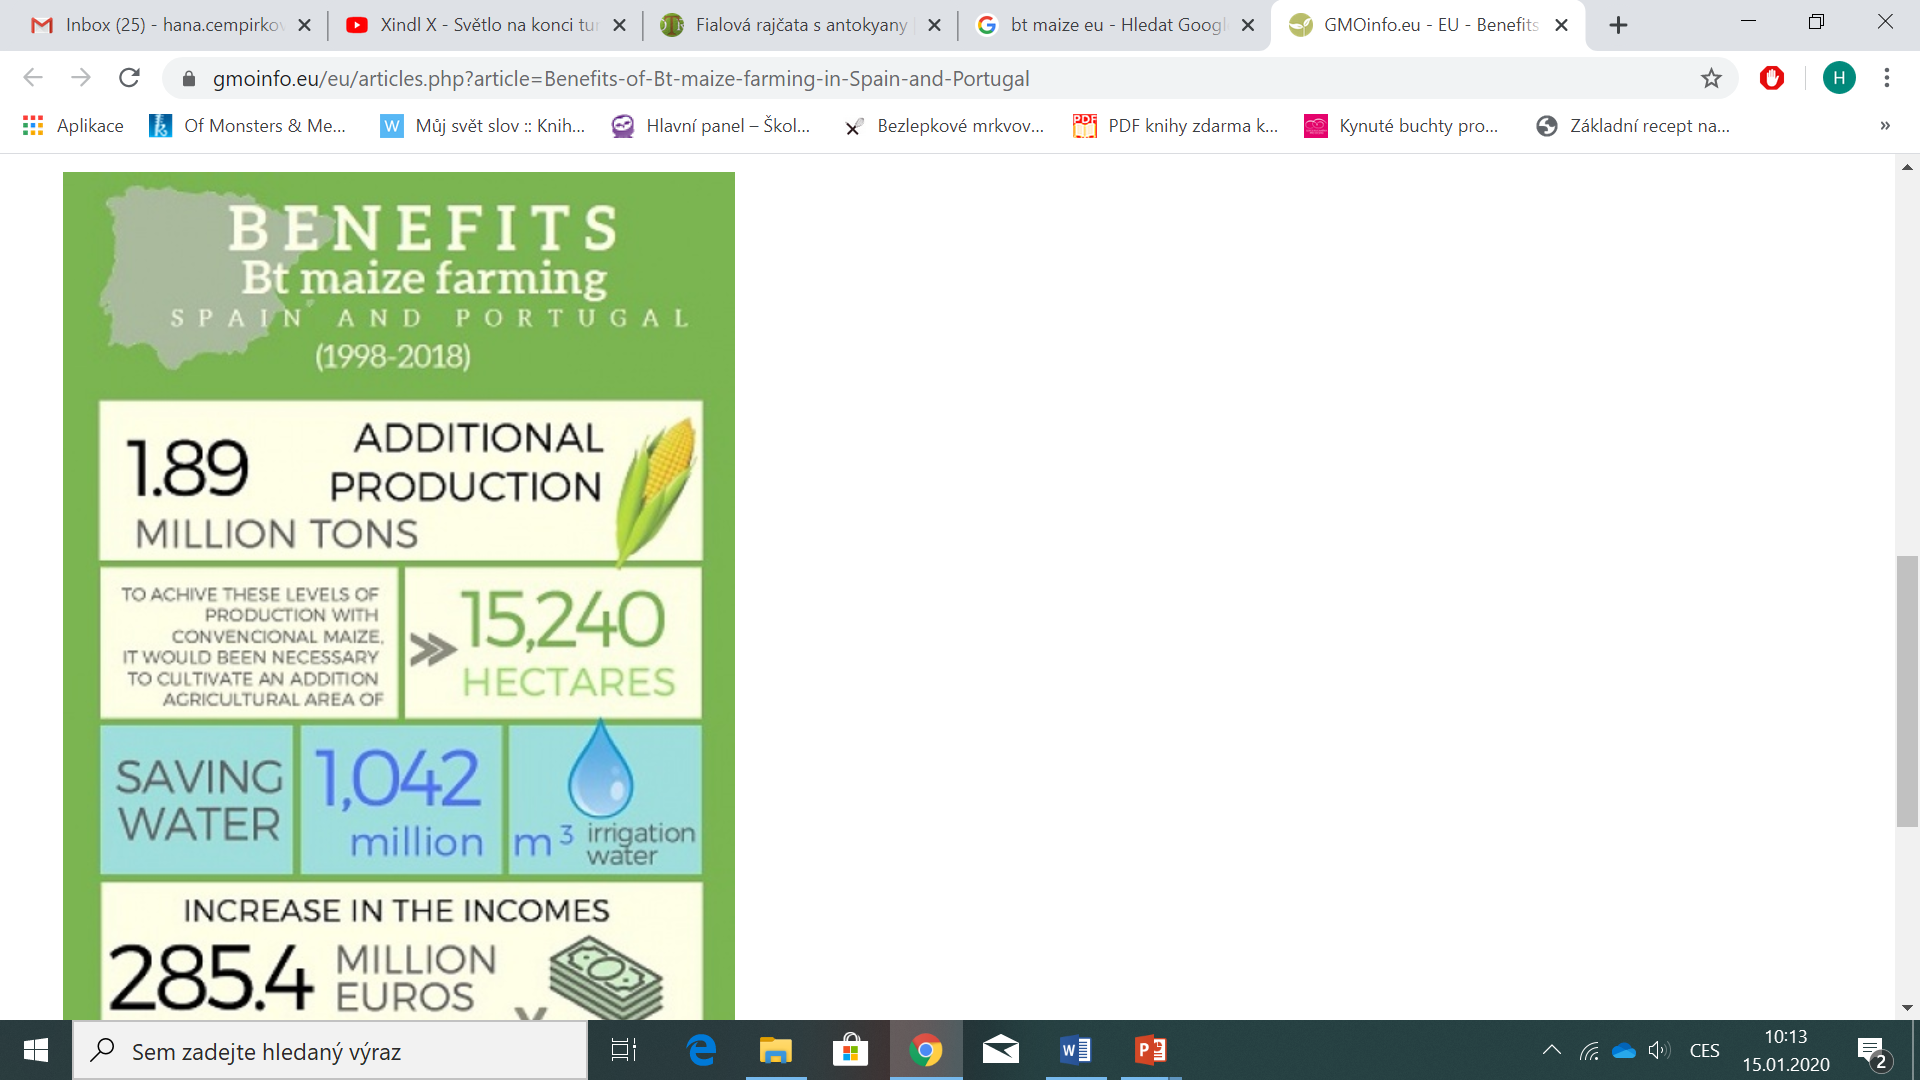 Inbox (25) - hana.cempirkov
Xindl X - Světlo na konci tun
Fialová rajčata s antokyany |
bt maize eu - Hledat Googl
GMOinfo.eu - EU - Benefits
gmoinfo.eu/eu/articles.php?article=Benefits-of-Bt-maize-farming-in-Spain-and-Portugal
H
Aplikace
Of Monsters & Me...
W
Můj svět slov :: Knih...
Hlavní panel – Škol...
Bezlepkové mrkvov...
PDF
PDF knihy zdarma k...
Kynuté buchty pro...
Základní recept na...
»
BENEFITS
Bt maize farming
SPAIN AND PORTUGAL
(1998-2018)
1.89
MILLION TONS
ADDITIONAL
PRODUCTION
TO ACHIVE THESE LEVELS OF
PRODUCTION WITH
CONVENCIONAL MAIZE,
IT WOULD BEEN NECESSARY
TO CULTIVATE AN ADDITION
AGRICULTURAL AREA OF
15,240
HECTARES
SAVING
WATER
1,042
million
m³ irrigation
water
INCREASE IN THE INCOMES
285.4 MILLION
EUROS
Sem zadejte hledaný výraz
CES
10:13
15.01.2020
2